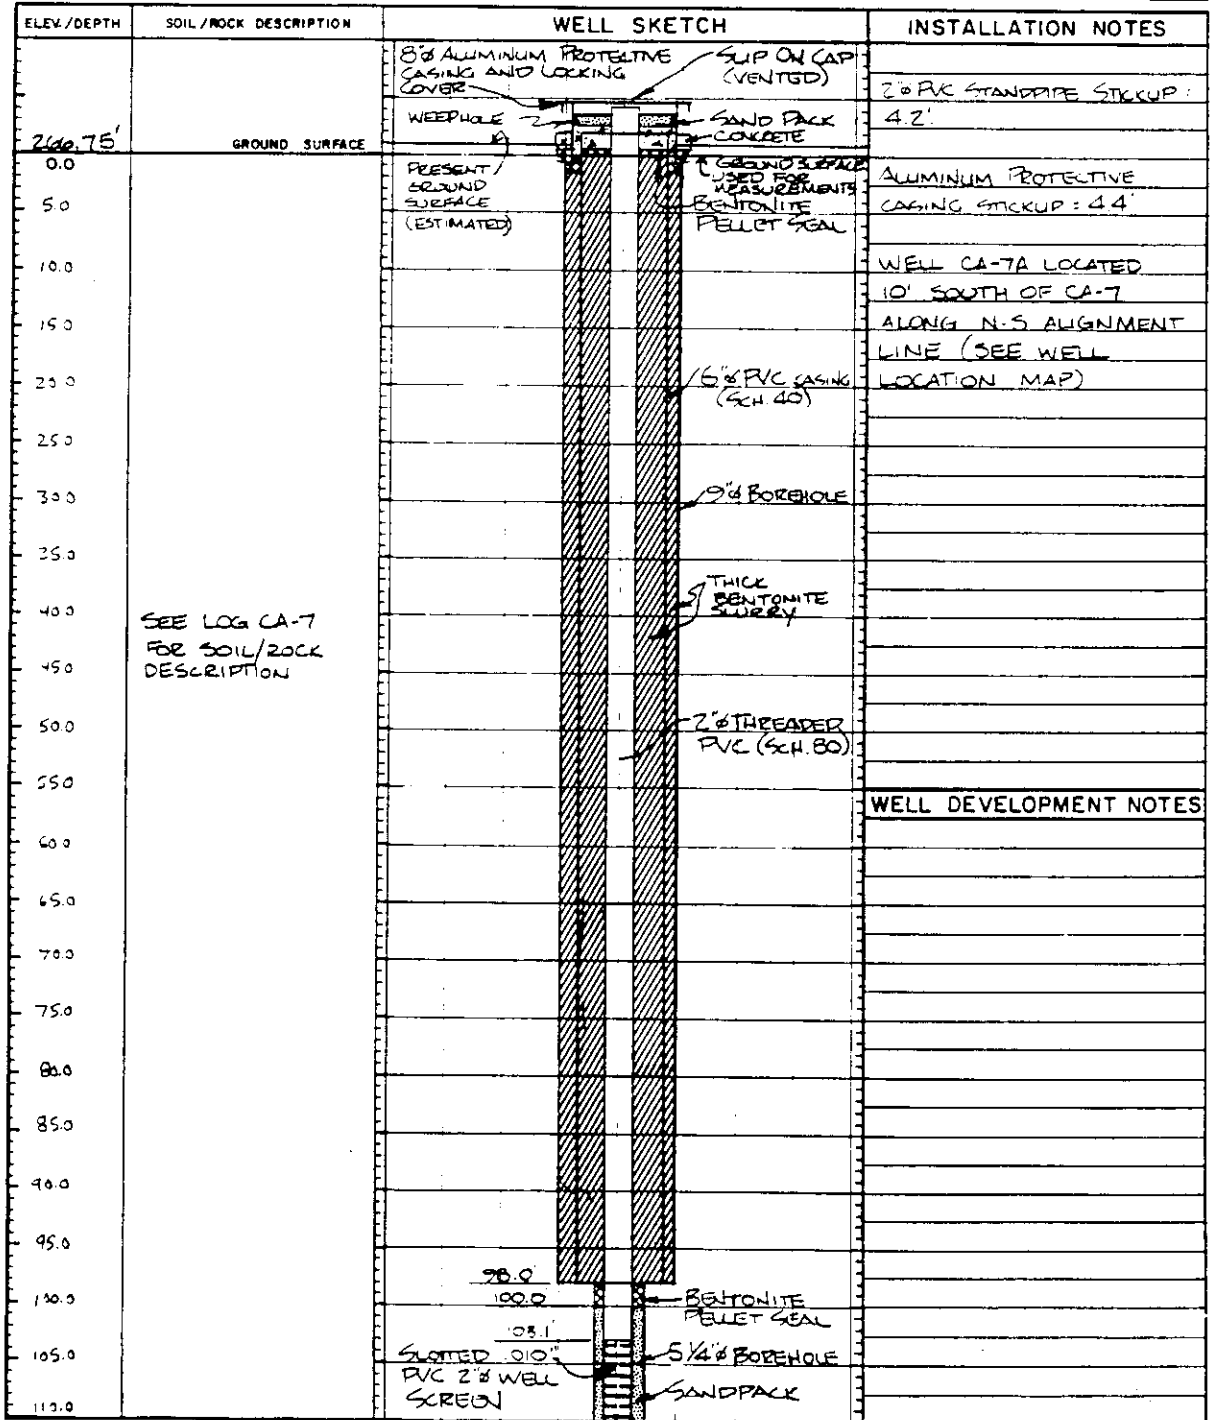 ELEV./DEPTH
SOIL/ROCK DESCRIPTION
WELL SKETCH
INSTALLATION NOTES
8"ø ALUMINUM PROTECTIVE
CASING AND LOCKING
COVER
SLIP ON CAP
(VENTED)
WEEPHOLE
SAND PACK
CONCRETE
2"ø PVC STANDPIPE STICKUP:
4.2'
266.75'
GROUND SURFACE
0.0
PRESENT
GROUND
SURFACE
(ESTIMATED)
GROUND SURFACE
USED FOR
MEASUREMENTS
BENTONITE
PELLET SEAL
ALUMINUM PROTECTIVE
CASING STICKUP: 4.4'
5.0
10.0
WELL CA-7A LOCATED
10' SOUTH OF CA-7
ALONG N-S ALIGNMENT
LINE (SEE WELL
LOCATION MAP)
15.0
20.0
6"ø PVC CASING
(SCH. 40)
25.0
30.0
9"ø BOREHOLE
35.0
THICK
BENTONITE
SLURRY
40.0
SEE LOG CA-7
FOR SOIL/ROCK
DESCRIPTION
45.0
50.0
2"ø THREADED
PVC (SCH. 80)
55.0
WELL DEVELOPMENT NOTES
60.0
65.0
70.0
75.0
80.0
85.0
90.0
95.0
98.0'
100.0
100.0
BENTONITE
PELLET SEAL
103.1'
105.0
SLOTTED .010"
PVC 2"ø WELL
SCREEN
5 1/4"ø BOREHOLE
SANDPACK
110.0